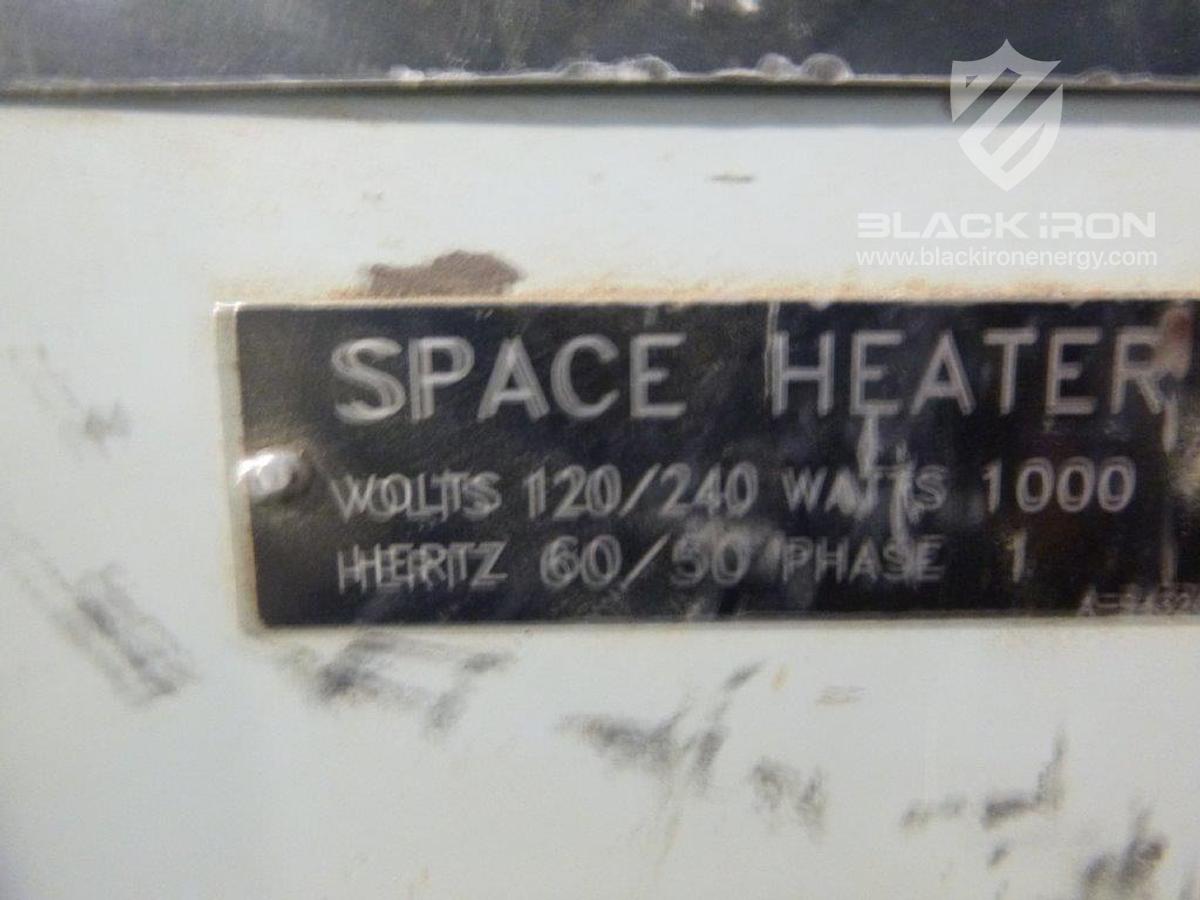 BLACK iRON
www.blackironenergy.com
SPACE HEATER
VOLTS 120/240 WATTS 1000
HERTZ 60/50 PHASE 1